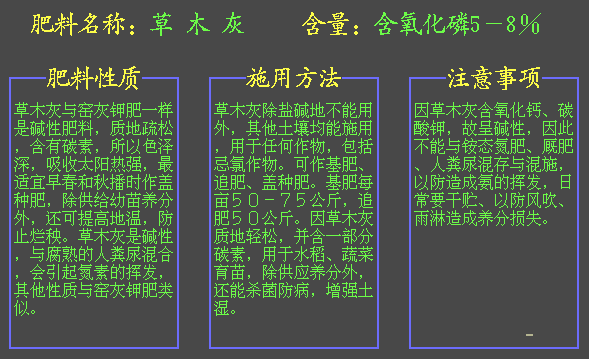 肥料名称：草 木 灰 含量：含氧化磷5－8％
肥料性质
草木灰与窑灰钾肥一样
是碱性肥料，质地疏松
，含有碳素，所以色泽
深，吸收太阳热强，最
适宜早春和秋播时作盖
种肥，除供给幼苗养分
外，还可提高地温，防
止烂秧。草木灰是碱性
，与腐熟的人粪尿混合
，会引起氮素的挥发，
其他性质与窑灰钾肥类
似。
施用方法
草木灰除盐碱地不能用
外，其他土壤均能施用
，用于任何作物，包括
忌氯作物。可作基肥、
追肥、盖种肥。基肥每
亩５０－７５公斤，追
肥５０公斤。因草木灰
质地轻松，并含一部分
碳素，用于水稻、蔬菜
育苗，除供应养分外，
还能杀菌防病，增强土
湿。
注意事项
因草木灰含氧化钙、碳
酸钾，故呈碱性，因此
不能与铵态氮肥、厩肥
、人粪尿混存与混施，
以防造成氨的挥发，日
常要干贮、以防风吹、
雨淋造成养分损失。